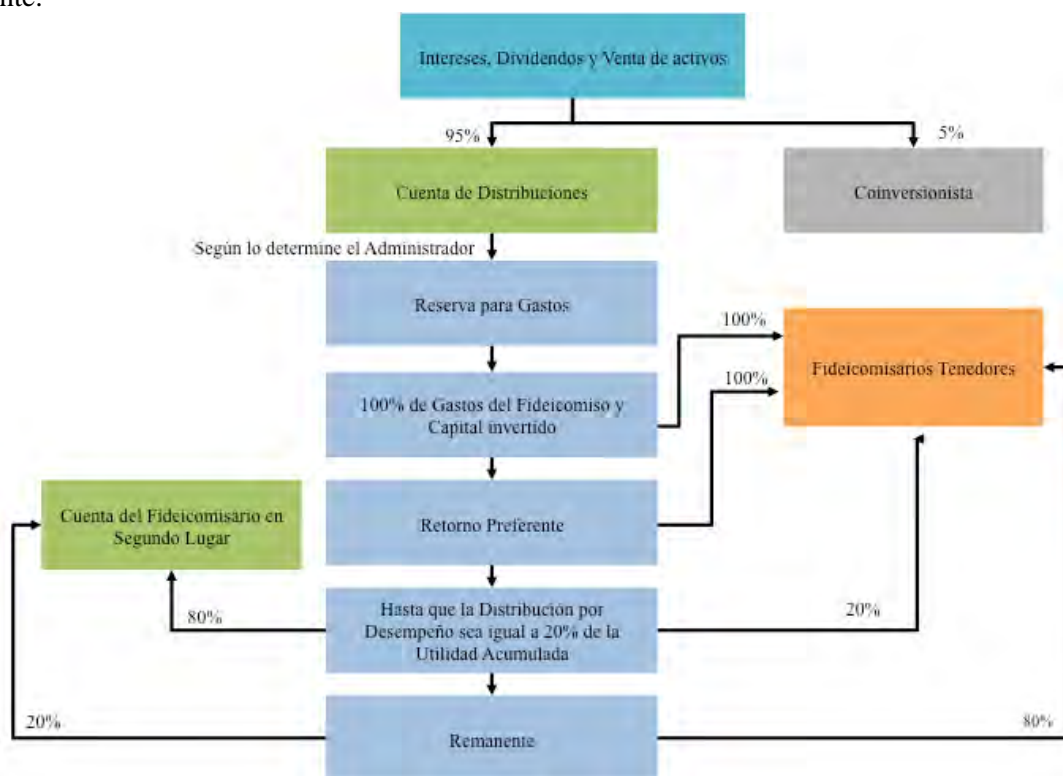 Intereses, Dividendos y Venta de activos
95%
5%
Cuenta de Distribuciones
Coinversionista
Según lo determine el Administrador
Reserva para Gastos
100%
Fideicomisarios Tenedores
100%
100% de Gastos del Fideicomiso y
Capital invertido
Cuenta del Fideicomisario en
Segundo Lugar
Retorno Preferente
80%
Hasta que la Distribución por
Desempeño sea igual a 20% de la
Utilidad Acumulada
20%
20%
Remanente
80%